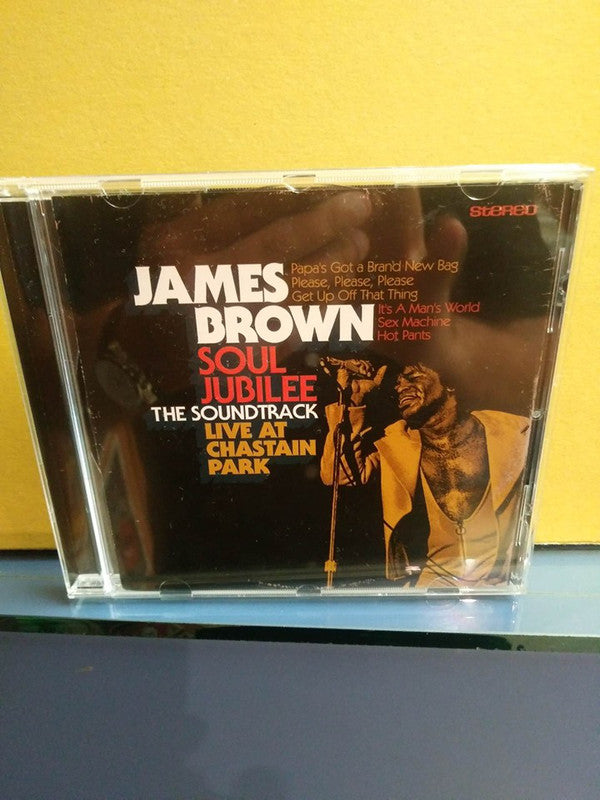 STEREO
JAMES
BROWN
SOUL
JUBILEE
THE SOUNDTRACK
LIVE AT
CHASTAIN
PARK
Papa's Got a Brand New Bag
Please, Please, Please
Get Up Off That Thing
It's A Man's World
Sex Machine
Hot Pants